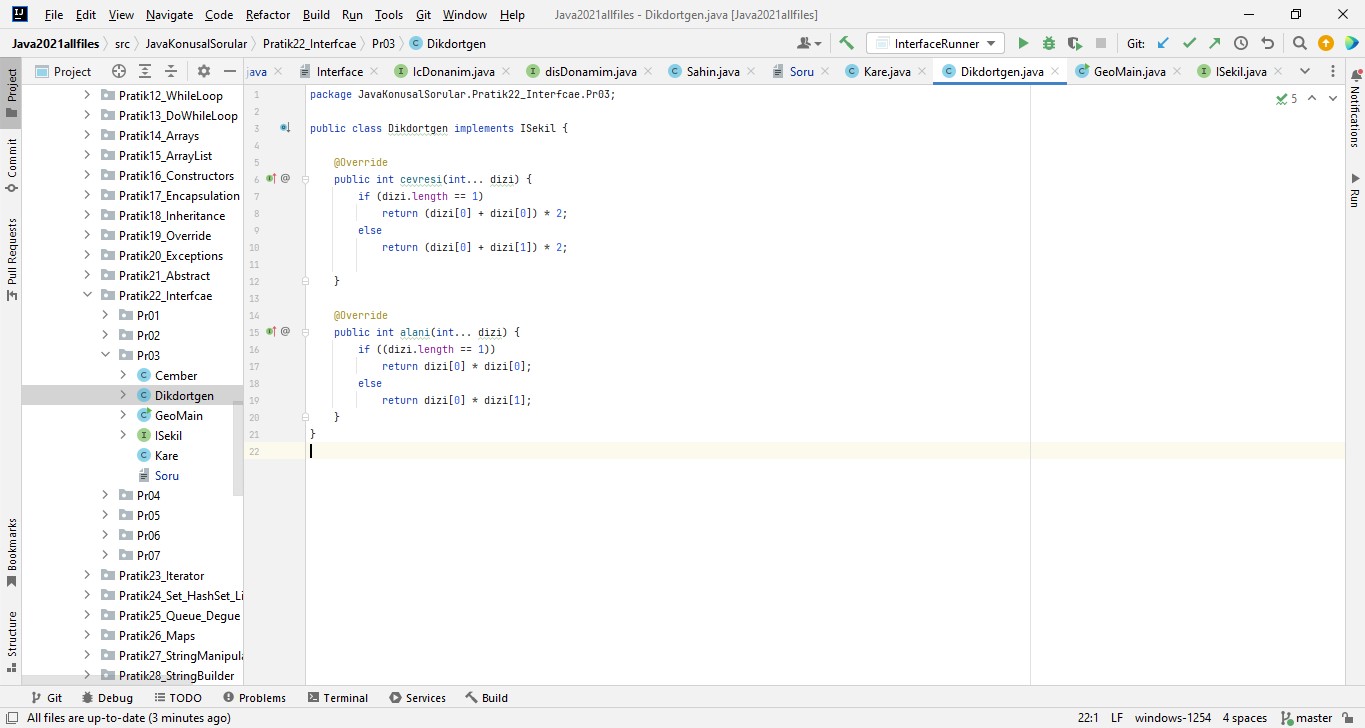 File Edit View Navigate Code Refactor Build Run Tools Git Window Help Java2021allfiles - Dikdortgen.java [Java2021allfiles]
Java2021allfiles src JavaKonusalSorular Pratik22_Interfcae Pr03 Dikdortgen InterfaceRunner Git:
Project java Interface IcDonanim.java disDonamim.java Sahin.java Soru Kare.java Dikdortgen.java GeoMain.java ISekil.java
Project
Commit
Pull Requests
Bookmarks
Structure
Pratik12_WhileLoop
Pratik13_DoWhileLoop
Pratik14_Arrays
Pratik15_ArrayList
Pratik16_Constructors
Pratik17_Encapsulation
Pratik18_Inheritance
Pratik19_Override
Pratik20_Exceptions
Pratik21_Abstract
Pratik22_Interfcae
Pr01
Pr02
Pr03
Cember
Dikdortgen
GeoMain
ISekil
Kare
Soru
Pr04
Pr05
Pr06
Pr07
Pratik23_Iterator
Pratik24_Set_HashSet_Li
Pratik25_Queue_Degue
Pratik26_Maps
Pratik27_StringManipula
Pratik28_StringBuilder
1 package JavaKonusalSorular.Pratik22_Interfcae.Pr03;
2
3 public class Dikdortgen implements ISekil {
4
5 @Override
6 @ public int cevresi(int... dizi) {
7 if (dizi.length == 1)
8 return (dizi[0] + dizi[0]) * 2;
9 else
10 return (dizi[0] + dizi[1]) * 2;
11
12 }
13
14 @Override
15 @ public int alani(int... dizi) {
16 if ((dizi.length == 1))
17 return dizi[0] * dizi[0];
18 else
19 return dizi[0] * dizi[1];
20 }
21 }
22
5
Notifications
Run
Git Debug TODO Problems Terminal Services Build
All files are up-to-date (3 minutes ago) 22:1 LF windows-1254 4 spaces master